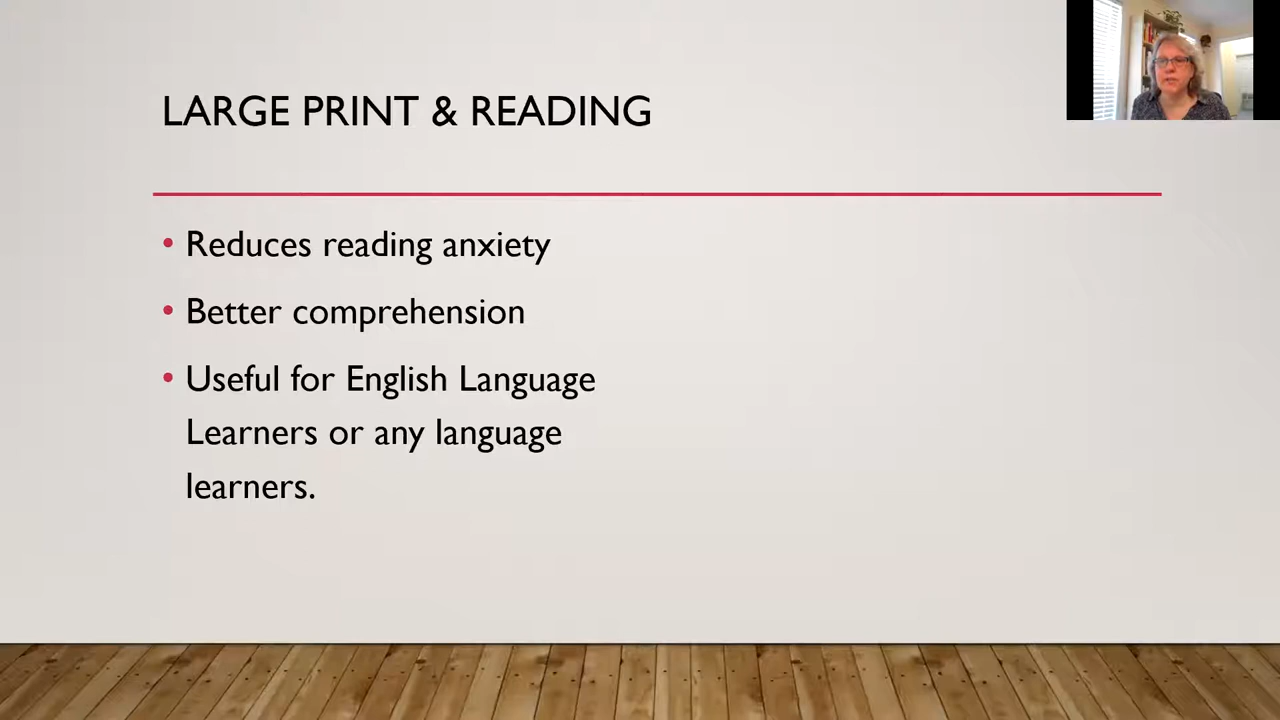 LARGE PRINT & READING
• Reduces reading anxiety
• Better comprehension
• Useful for English Language
Learners or any language
learners.